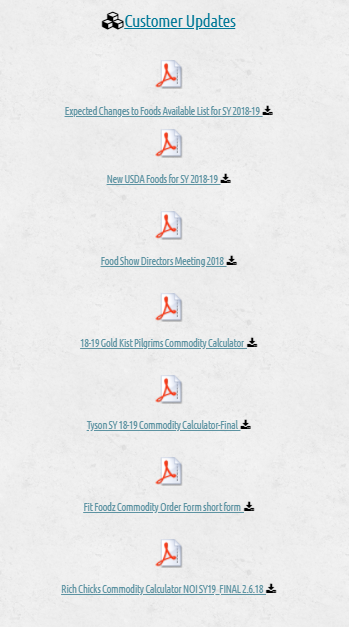 Customer Updates
Expected Changes to Foods Available List for SY 2018-19
New USDA Foods for SY 2018-19
Food Show Directors Meeting 2018
18-19 Gold Kist Pilgrims Commodity Calculator
Tyson SY 18-19 Commodity Calculator-Final
Fit Foodz Commodity Order Form short form
Rich Chicks Commodity Calculator NOI SY19_FINAL 2.6.18